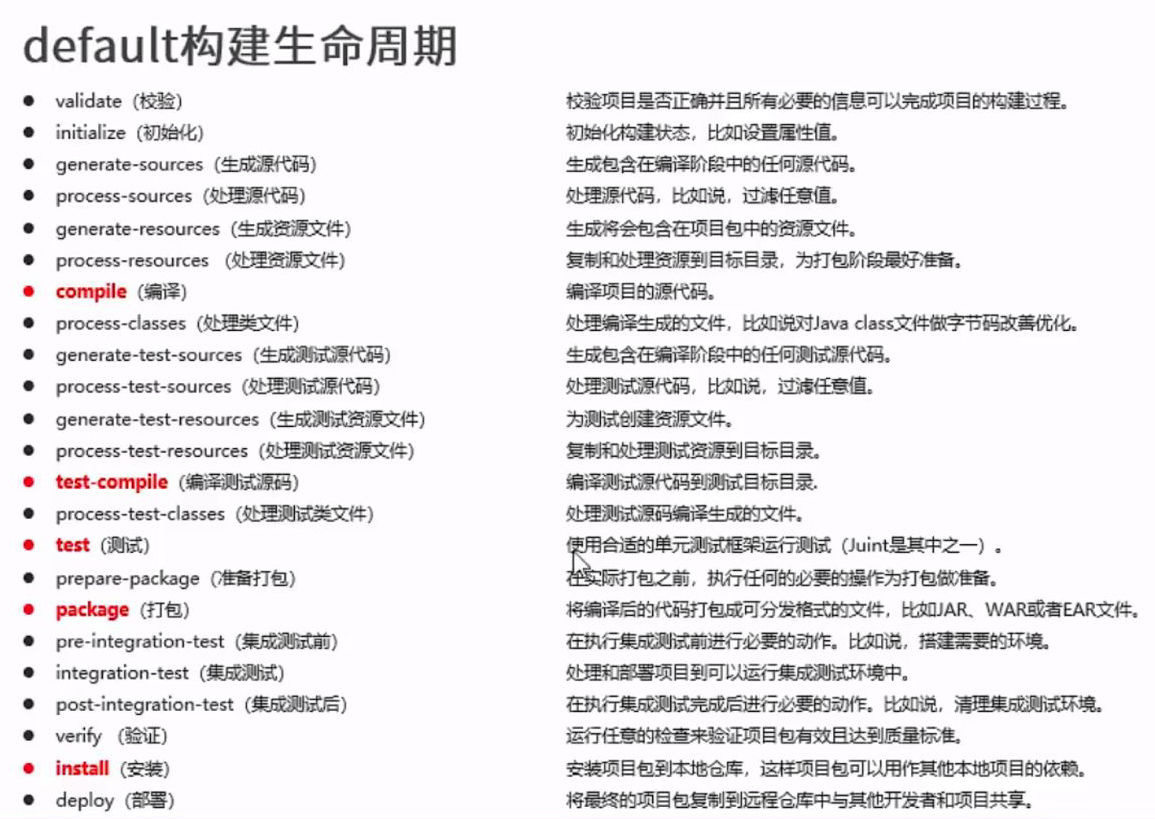 default构建生命周期
● validate（校验） 校验项目是否正确并且所有必要的信息可以完成项目的构建过程。
● initialize（初始化） 初始化构建状态，比如设置属性值。
● generate-sources（生成源代码） 生成包含在编译阶段中的任何源代码。
● process-sources（处理源代码） 处理源代码，比如说，过滤任意值。
● generate-resources（生成资源文件） 生成将会包含在项目包中的资源文件。
● process-resources （处理资源文件） 复制和处理资源到目标目录，为打包阶段最好准备。
● compile（编译） 编译项目的源代码。
● process-classes（处理类文件） 处理编译生成的文件，比如说对Java class文件做字节码改善优化。
● generate-test-sources（生成测试源代码） 生成包含在编译阶段中的任何测试源代码。
● process-test-sources（处理测试源代码） 处理测试源代码，比如说，过滤任意值。
● generate-test-resources（生成测试资源文件） 为测试创建资源文件。
● process-test-resources（处理测试资源文件） 复制和处理测试资源到目标目录。
● test-compile（编译测试源码） 编译测试源代码到测试目标目录.
● process-test-classes（处理测试类文件） 处理测试源码编译生成的文件。
● test（测试） 使用合适的单元测试框架运行测试（Juint是其中之一）。
● prepare-package（准备打包） 在实际打包之前，执行任何的必要的操作为打包做准备。
● package（打包） 将编译后的代码打包成可分发格式的文件，比如JAR、WAR或者EAR文件。
● pre-integration-test（集成测试前） 在执行集成测试前进行必要的动作。比如说，搭建需要的环境。
● integration-test（集成测试） 处理和部署项目到可以运行集成测试环境中。
● post-integration-test（集成测试后） 在执行集成测试完成后进行必要的动作。比如说，清理集成测试环境。
● verify （验证） 运行任意的检查来验证项目包有效且达到质量标准。
● install（安装） 安装项目包到本地仓库，这样项目包可以用作其他本地项目的依赖。
● deploy（部署） 将最终的项目包复制到远程仓库中与其他开发者和项目共享。